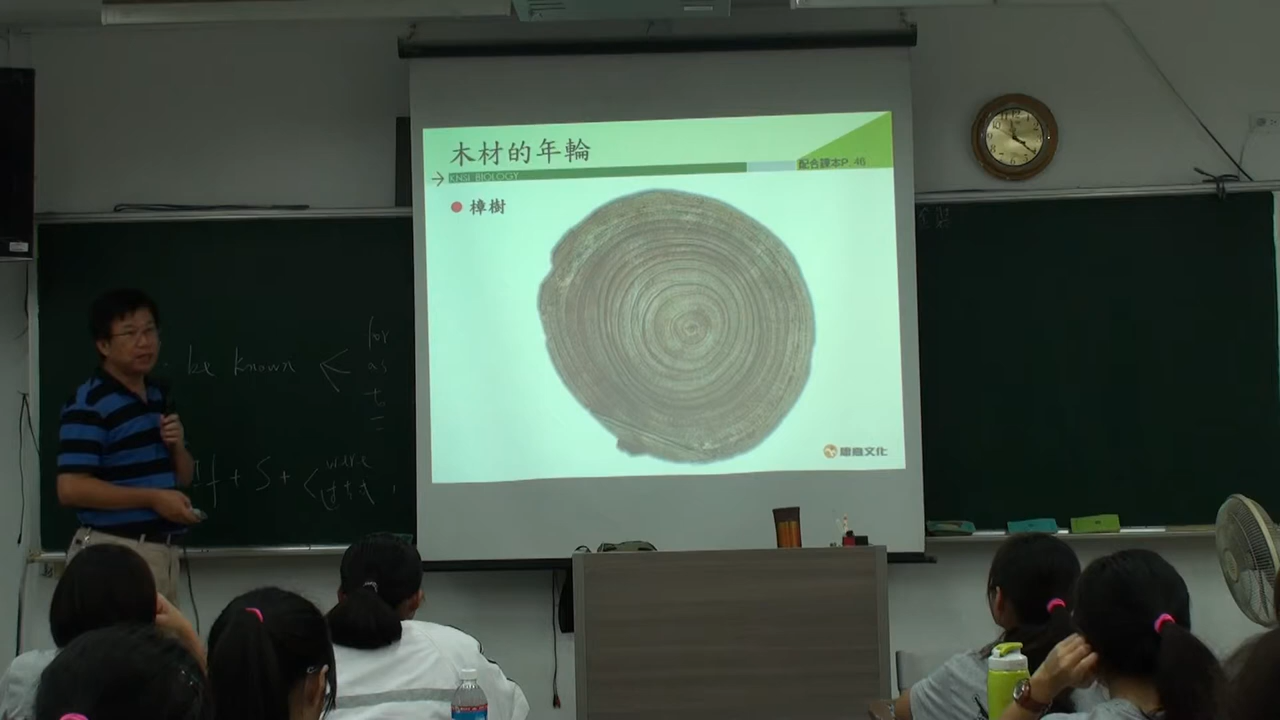 木材的年輪
KNSH BIOLOGY
配合課本P. 46
樟樹
be known < for
as
to
If + S + < were